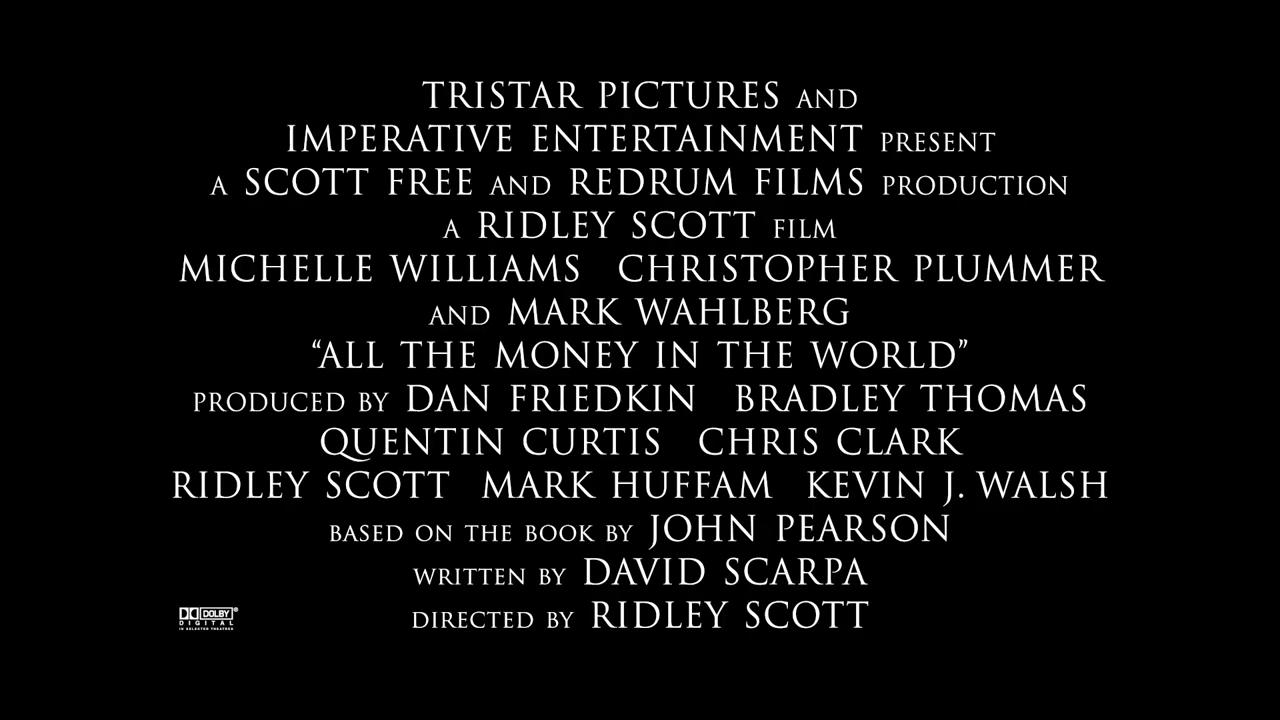 TRISTAR PICTURES AND
IMPERATIVE ENTERTAINMENT PRESENT
A SCOTT FREE AND REDRUM FILMS PRODUCTION
A RIDLEY SCOTT FILM
MICHELLE WILLIAMS CHRISTOPHER PLUMMER
AND MARK WAHLBERG
“ALL THE MONEY IN THE WORLD”
PRODUCED BY DAN FRIEDKIN BRADLEY THOMAS
QUENTIN CURTIS CHRIS CLARK
RIDLEY SCOTT MARK HUFFAM KEVIN J. WALSH
BASED ON THE BOOK BY JOHN PEARSON
WRITTEN BY DAVID SCARPA
DIRECTED BY RIDLEY SCOTT
DOLBY®
DIGITAL
IN SELECTED THEATRES